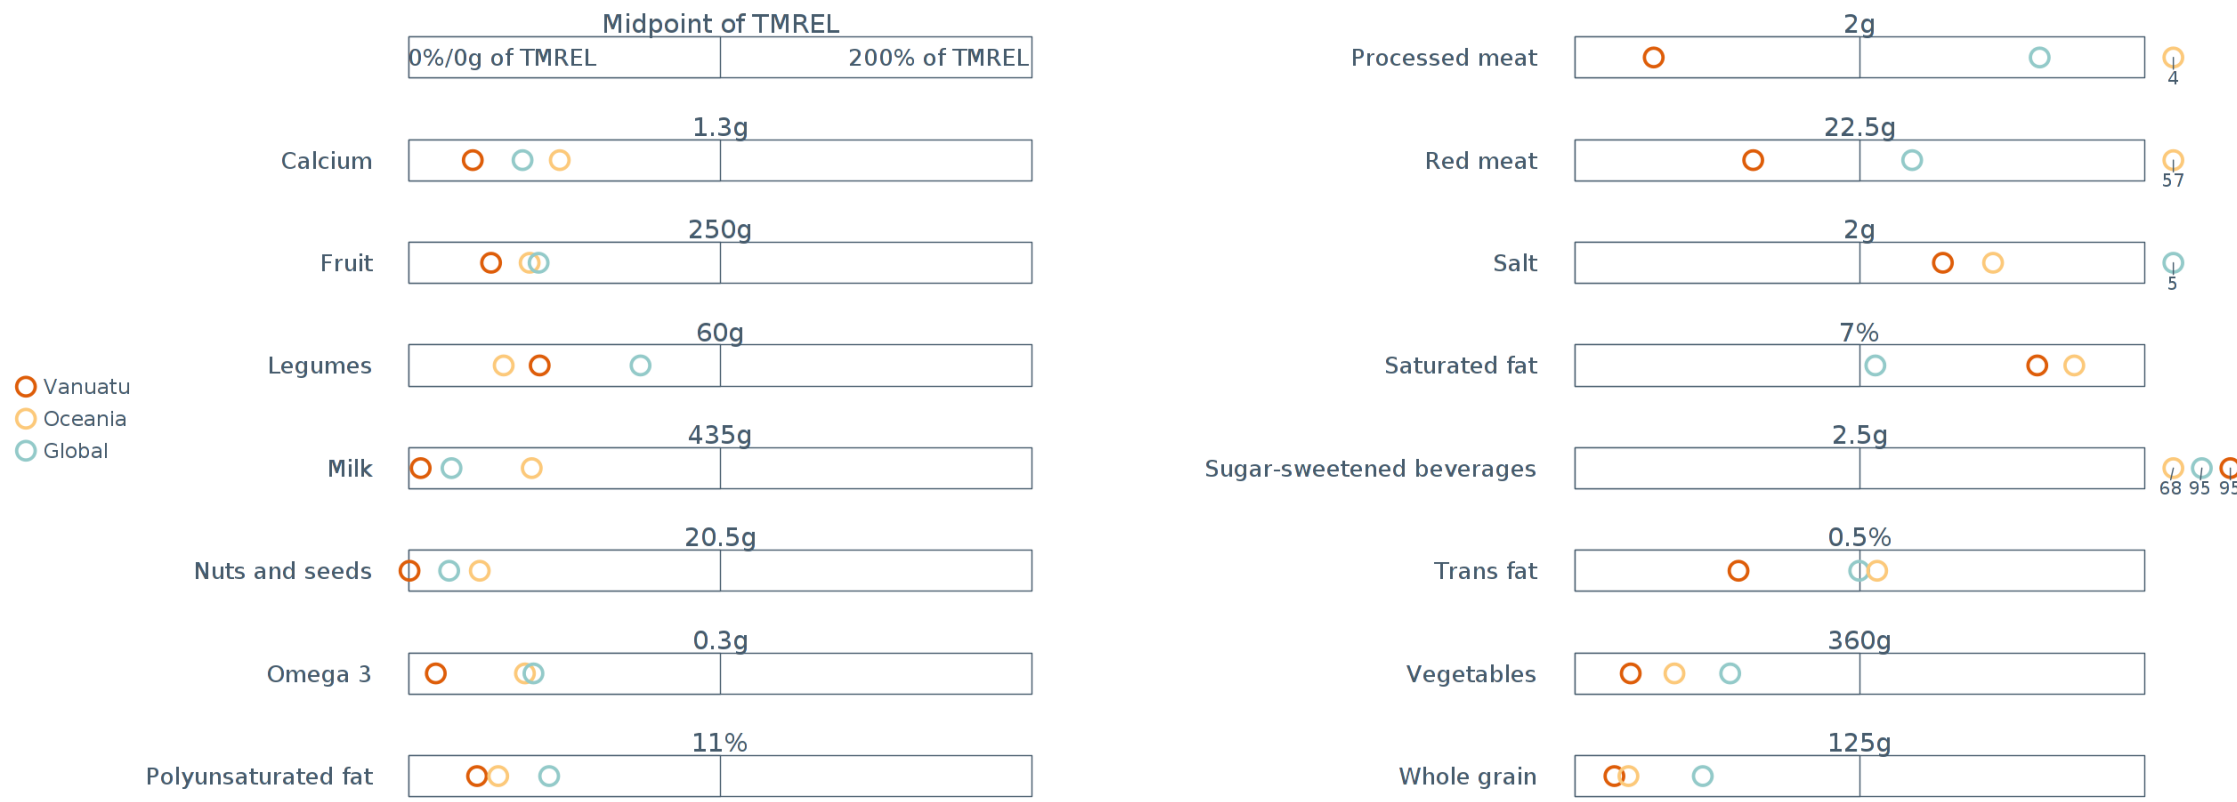 Midpoint of TMREL
0%/0g of TMREL
200% of TMREL
Calcium
1.3g
Fruit
250g
Legumes
60g
Milk
435g
Nuts and seeds
20.5g
Omega 3
0.3g
Polyunsaturated fat
11%
Vanuatu
Oceania
Global
Processed meat
2g
4
Red meat
22.5g
57
Salt
2g
5
Saturated fat
7%
Sugar-sweetened beverages
2.5g
68 95 95
Trans fat
0.5%
Vegetables
360g
Whole grain
125g